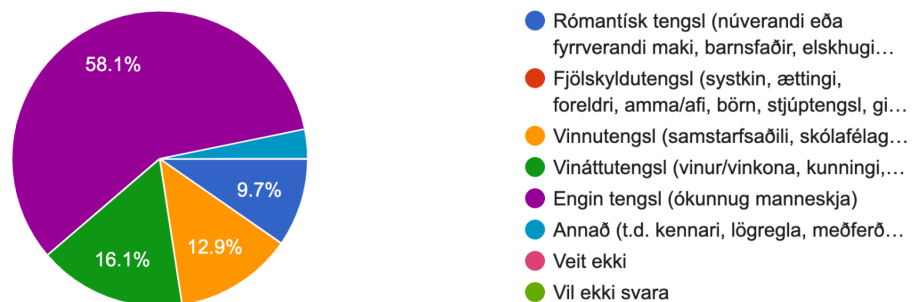 58.1%
9.7%
12.9%
16.1%
Rómantísk tengsl (núverandi eða
fyrrverandi maki, barnsfaðir, elskhugi…
Fjölskyldutengsl (systkin, ættingi,
foreldri, amma/afi, börn, stjúptengsl, gi…
Vinnutengsl (samstarfsaðili, skólafélag…
Vináttutengsl (vinur/vinkona, kunningi,…
Engin tengsl (ókunnug manneskja)
Annað (t.d. kennari, lögregla, meðferð…
Veit ekki
Vil ekki svara